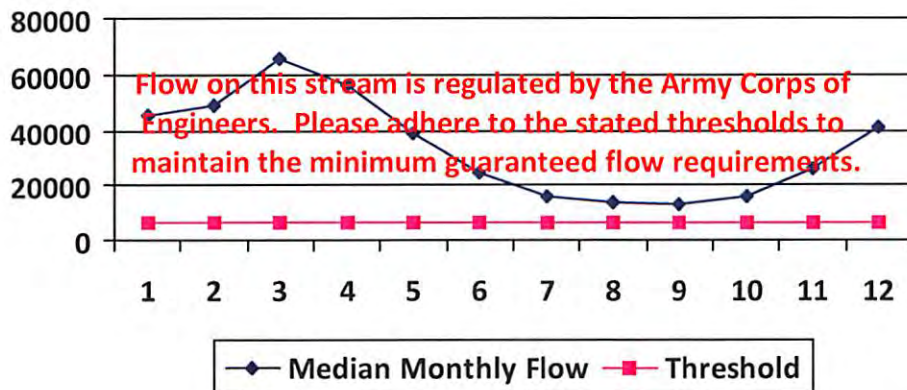 80000
60000
40000
20000
0
Flow on this stream is regulated by the Army Corps of
Engineers. Please adhere to the stated thresholds to
maintain the minimum guaranteed flow requirements.
1 2 3 4 5 6 7 8 9 10 11 12
Median Monthly Flow Threshold